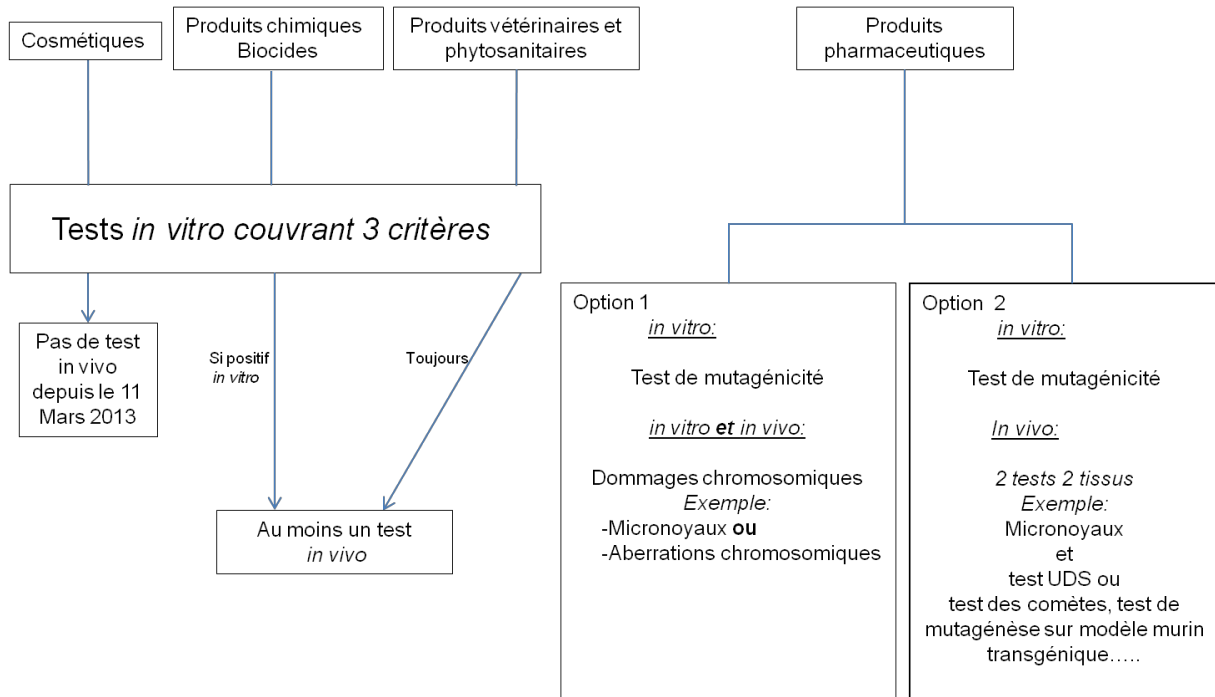 Cosmétiques
Produits chimiques
Biocides
Produits vétérinaires et
phytosanitaires
Produits
pharmaceutiques
Tests in vitro couvrant 3 critères
Pas de test
in vivo
depuis le 11
Mars 2013
Si positif
in vitro
Toujours
Au moins un test
in vivo
Option 1
in vitro:
Test de mutagénicité
in vitro et in vivo:
Dommages chromosomiques
Exemple:
-Micronoyaux ou
-Aberrations chromosomiques
Option 2
in vitro:
Test de mutagénicité
In vivo:
2 tests 2 tissus
Exemple:
Micronoyaux
et
test UDS ou
test des comètes, test de
mutagénèse sur modèle murin
transgénique…..